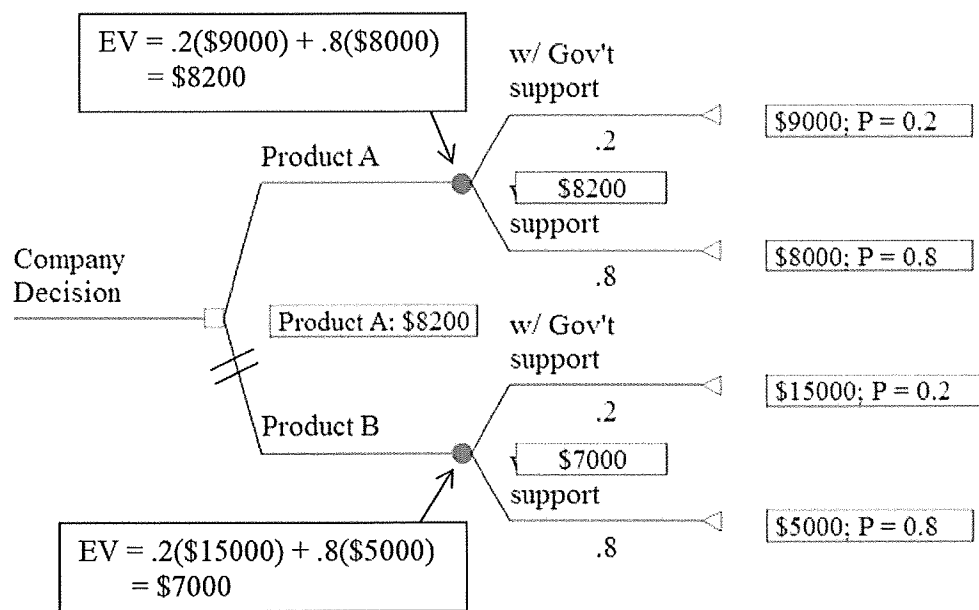 EV = .2($9000) + .8($8000)
= $8200
w/ Gov't
support
.2
$9000; P = 0.2
Product A
$8200
support
.8
$8000; P = 0.8
Company
Decision
Product A: $8200
w/ Gov't
support
.2
$15000; P = 0.2
Product B
$7000
support
.8
$5000; P = 0.8
EV = .2($15000) + .8($5000)
= $7000